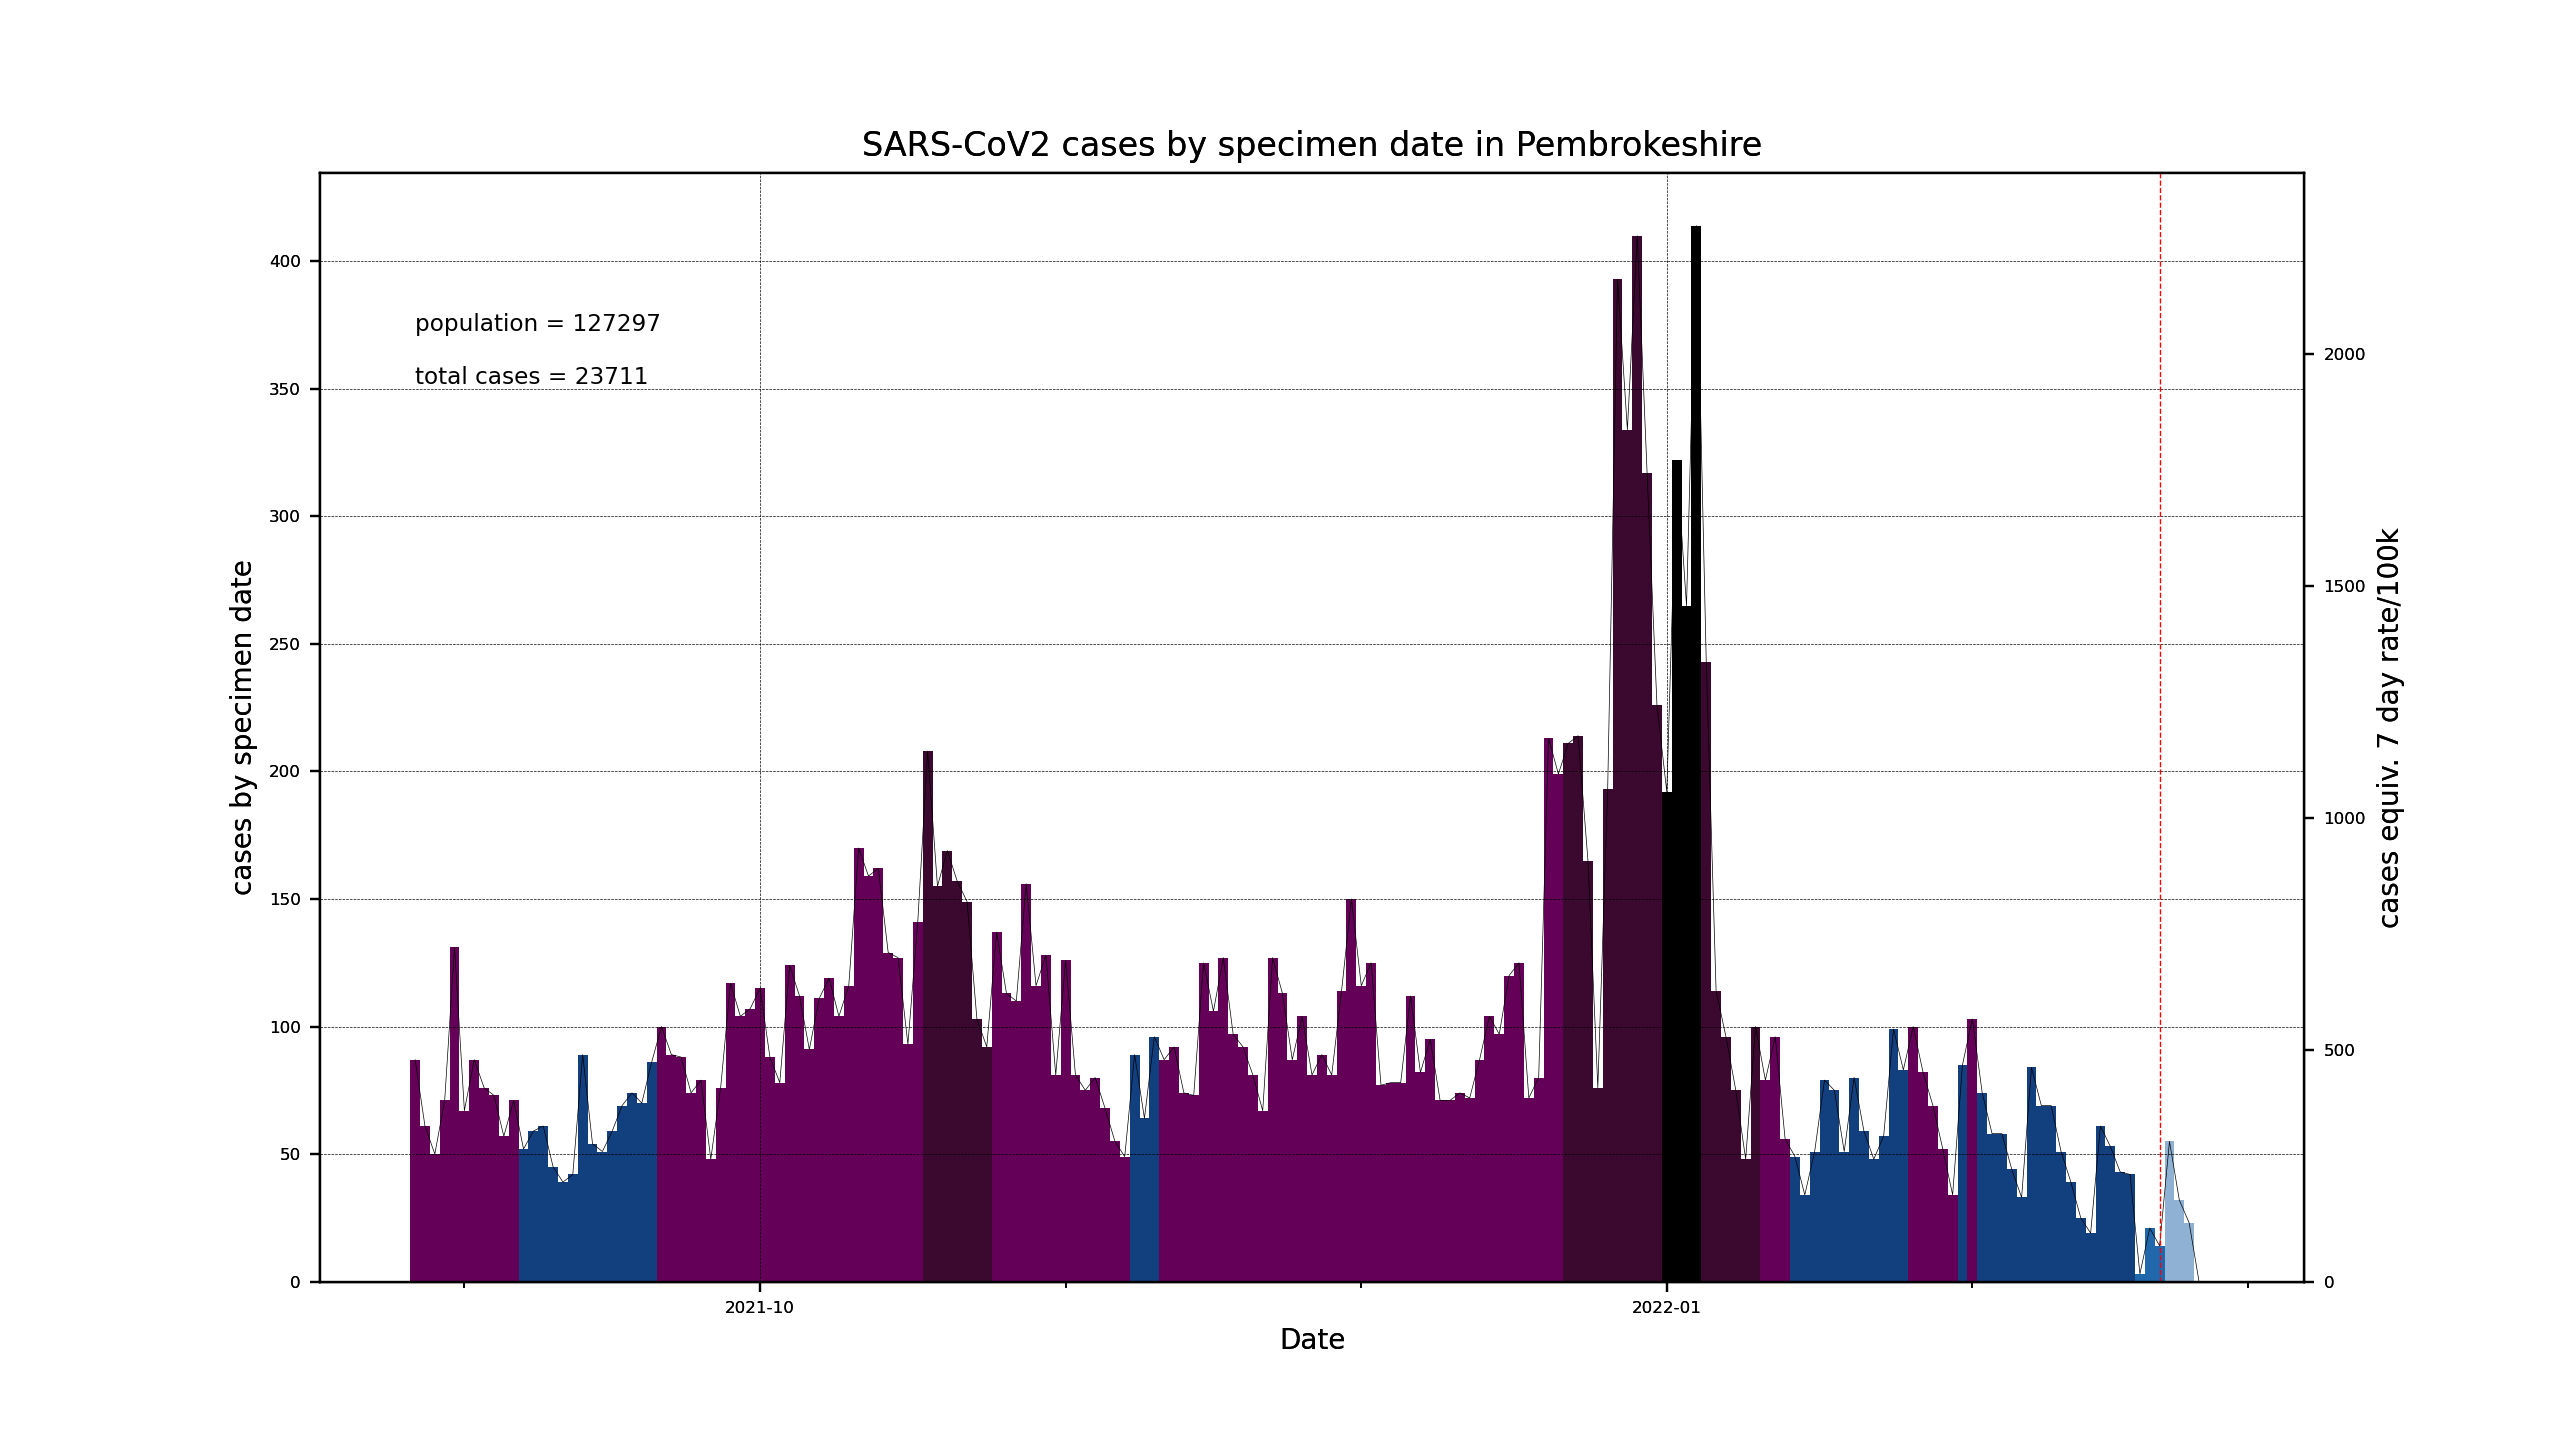 SARS-CoV2 cases by specimen date in Pembrokeshire
population = 127297
total cases = 23711
cases by specimen date
400
350
300
250
200
150
100
50
0
2000
1500
1000
500
0
cases equiv. 7 day rate/100k
2021-10
2022-01
Date